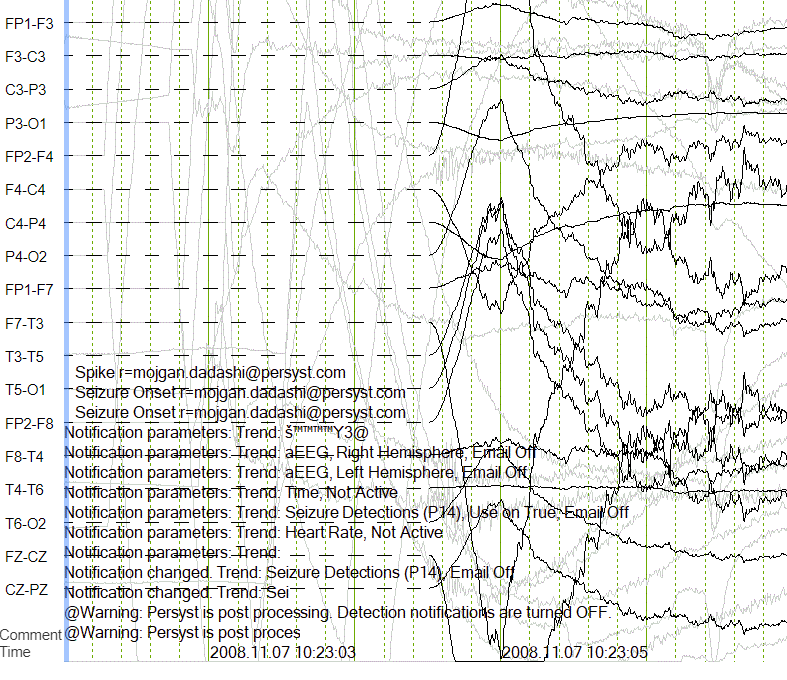 FP1-F3
F3-C3
C3-P3
P3-O1
FP2-F4
F4-C4
C4-P4
P4-O2
FP1-F7
F7-T3
T3-T5
Spike r=mojgan.dadashi@persyst.com
T5-O1 Seizure Onset r=mojgan.dadashi@persyst.com
Seizure Onset r=mojgan.dadashi@persyst.com
FP2-F8
Notification parameters: Trend: š™™™™Y3@
F8-T4 Notification parameters: Trend: aEEG, Right Hemisphere, Email Off
Notification parameters: Trend: aEEG, Left Hemisphere, Email Off
T4-T6 Notification parameters: Trend: Time, Not Active
Notification parameters: Trend: Seizure Detections (P14), Use on True, Email Off
T6-O2 Notification parameters: Trend: Heart Rate, Not Active
FZ-CZ Notification parameters: Trend:
Notification changed. Trend: Seizure Detections (P14), Email Off
CZ-PZ Notification changed. Trend: Sei
@Warning: Persyst is post processing. Detection notifications are turned OFF.
Comment @Warning: Persyst is post proces
Time 2008.11.07 10:23:03 2008.11.07 10:23:05